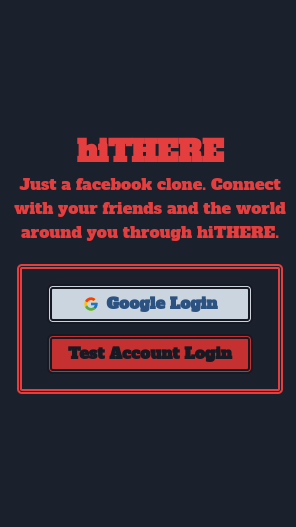 hiTHERE
Just a facebook clone. Connect
with your friends and the world
around you through hiTHERE.
Google Login
Test Account Login